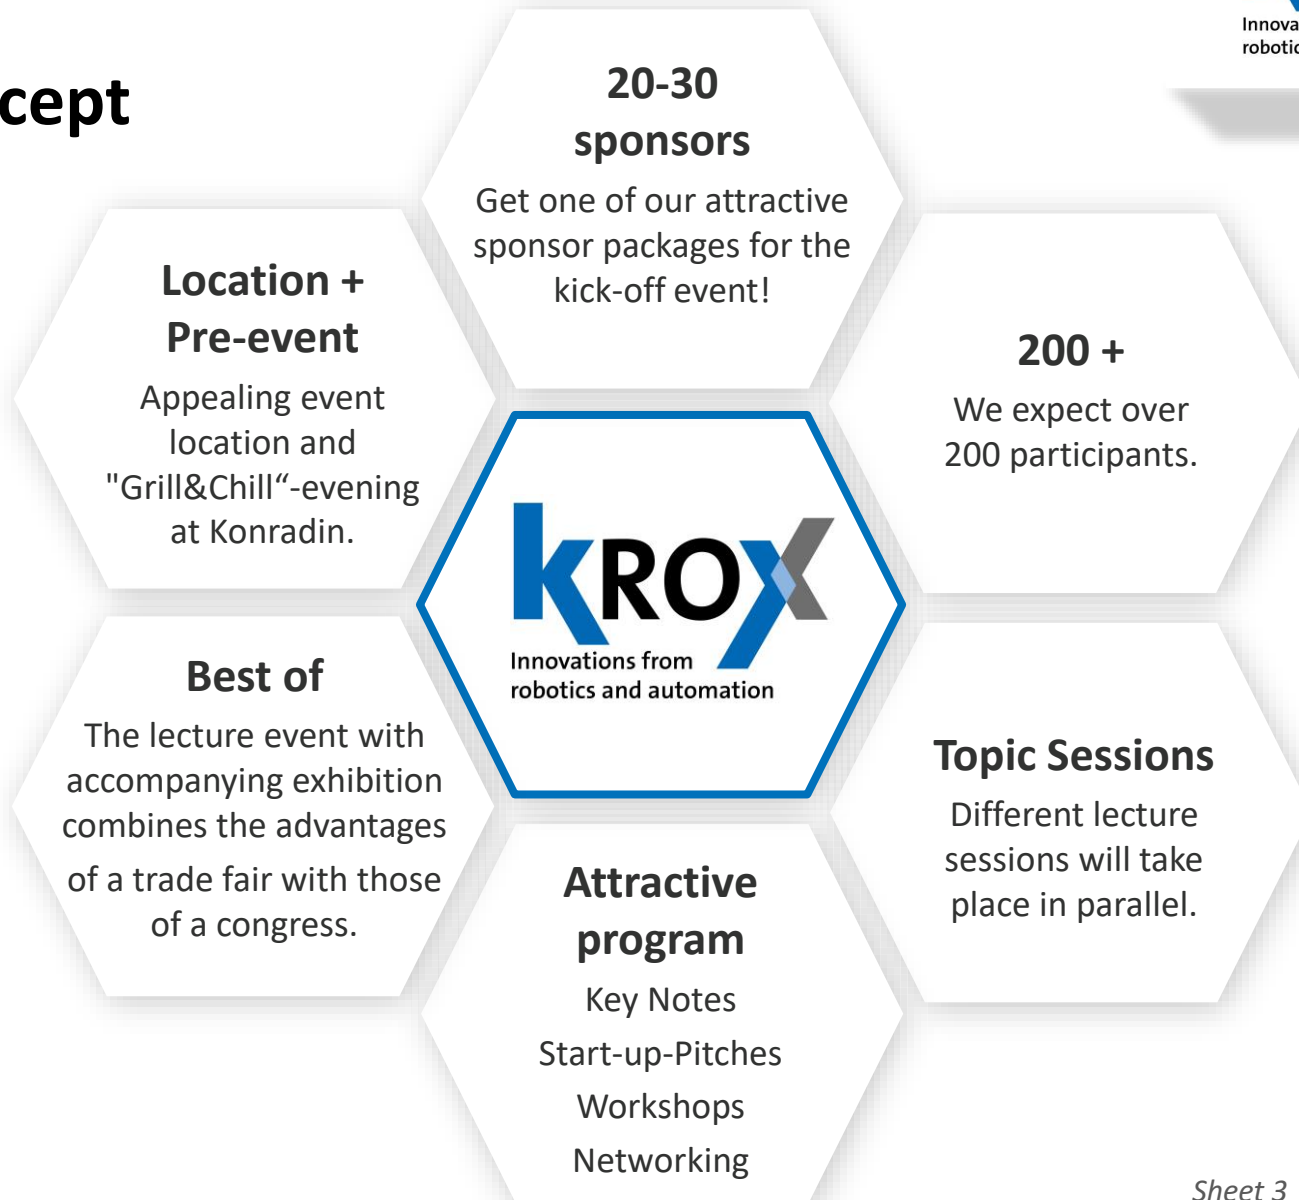 cept
20-30
sponsors
Get one of our attractive
sponsor packages for the
kick-off event!
Location +
Pre-event
Appealing event
location and
"Grill&Chill“-evening
at Konradin.
200 +
We expect over
200 participants.
KROX
Innovations from
robotics and automation
Best of
The lecture event with
accompanying exhibition
combines the advantages
of a trade fair with those
of a congress.
Topic Sessions
Different lecture
sessions will take
place in parallel.
Attractive
program
Key Notes
Start-up-Pitches
Workshops
Networking
Innova
robotic
Sheet 3